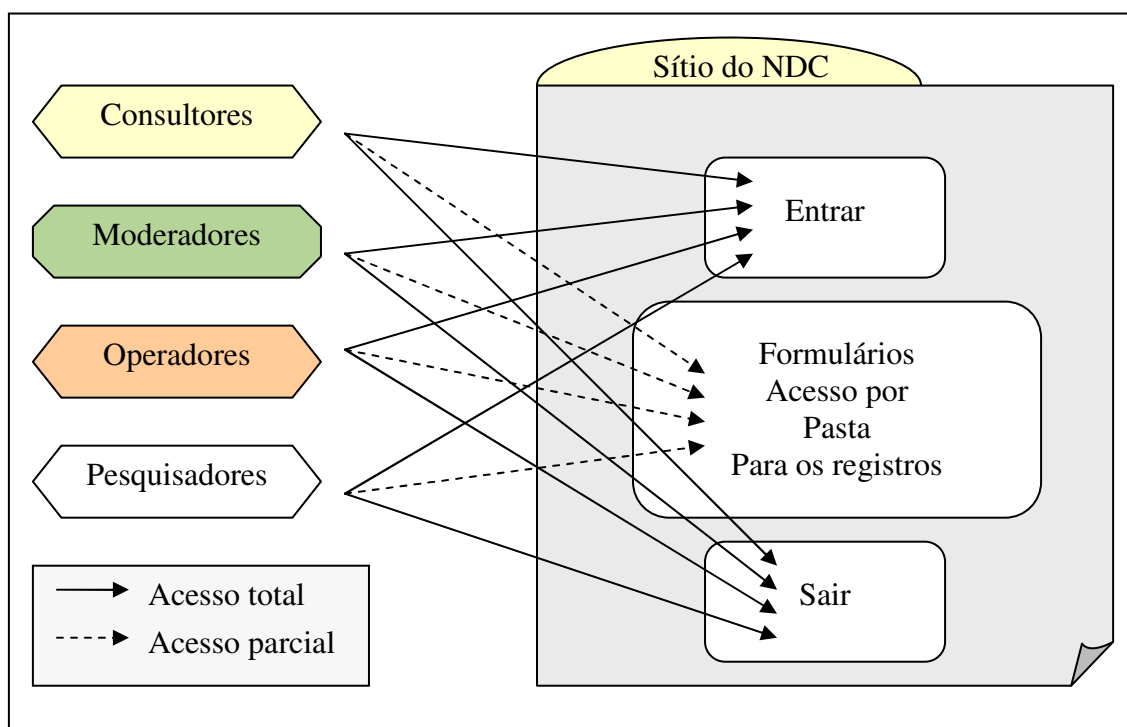 Sítio do NDC
Consultores
Moderadores
Operadores
Pesquisadores
Entrar
Formulários
Acesso por
Pasta
Para os registros
Sair
Acesso total
Acesso parcial